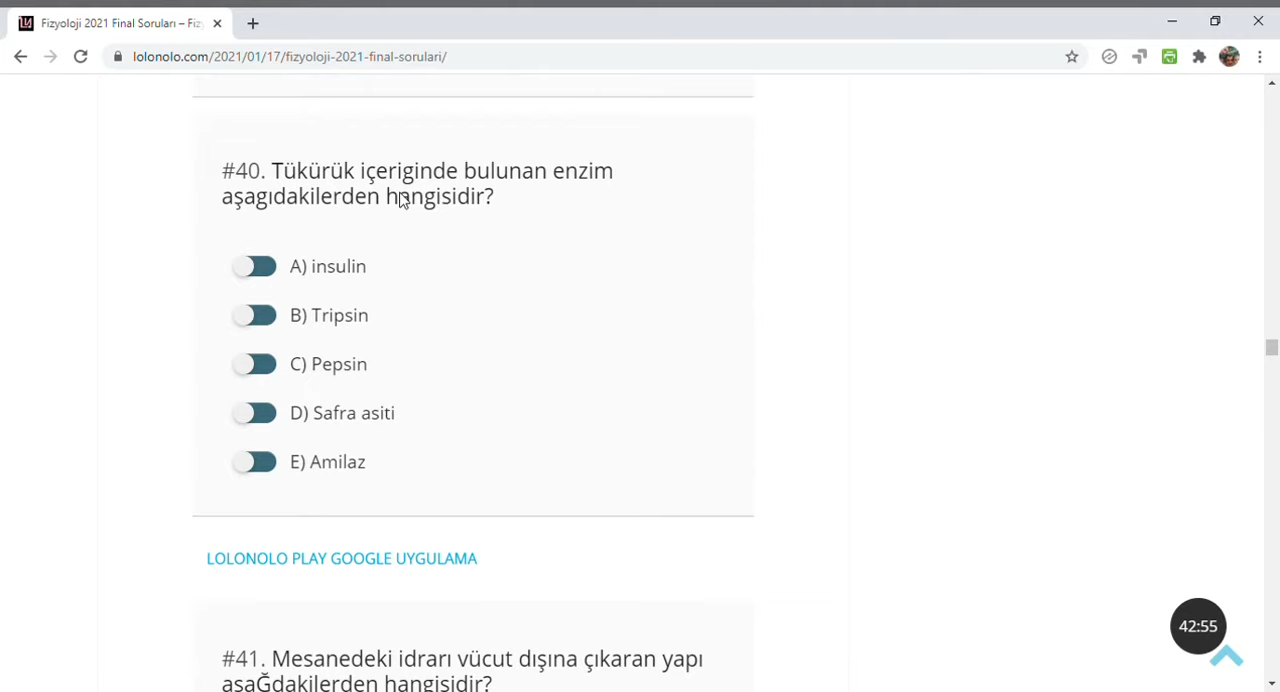 Fizyoloji 2021 Final Soruları – Fiz
lolonolo.com/2021/01/17/fizyoloji-2021-final-sorulari/
#40. Tükürük içeriginde bulunan enzim
aşagıdakilerden hangisidir?
A) insulin
B) Tripsin
C) Pepsin
D) Safra asiti
E) Amilaz
LOLONOLO PLAY GOOGLE UYGULAMA
42:55
#41. Mesanedeki idrarı vücut dışına çıkaran yapı
aşaĞdakilerden hangisidir?